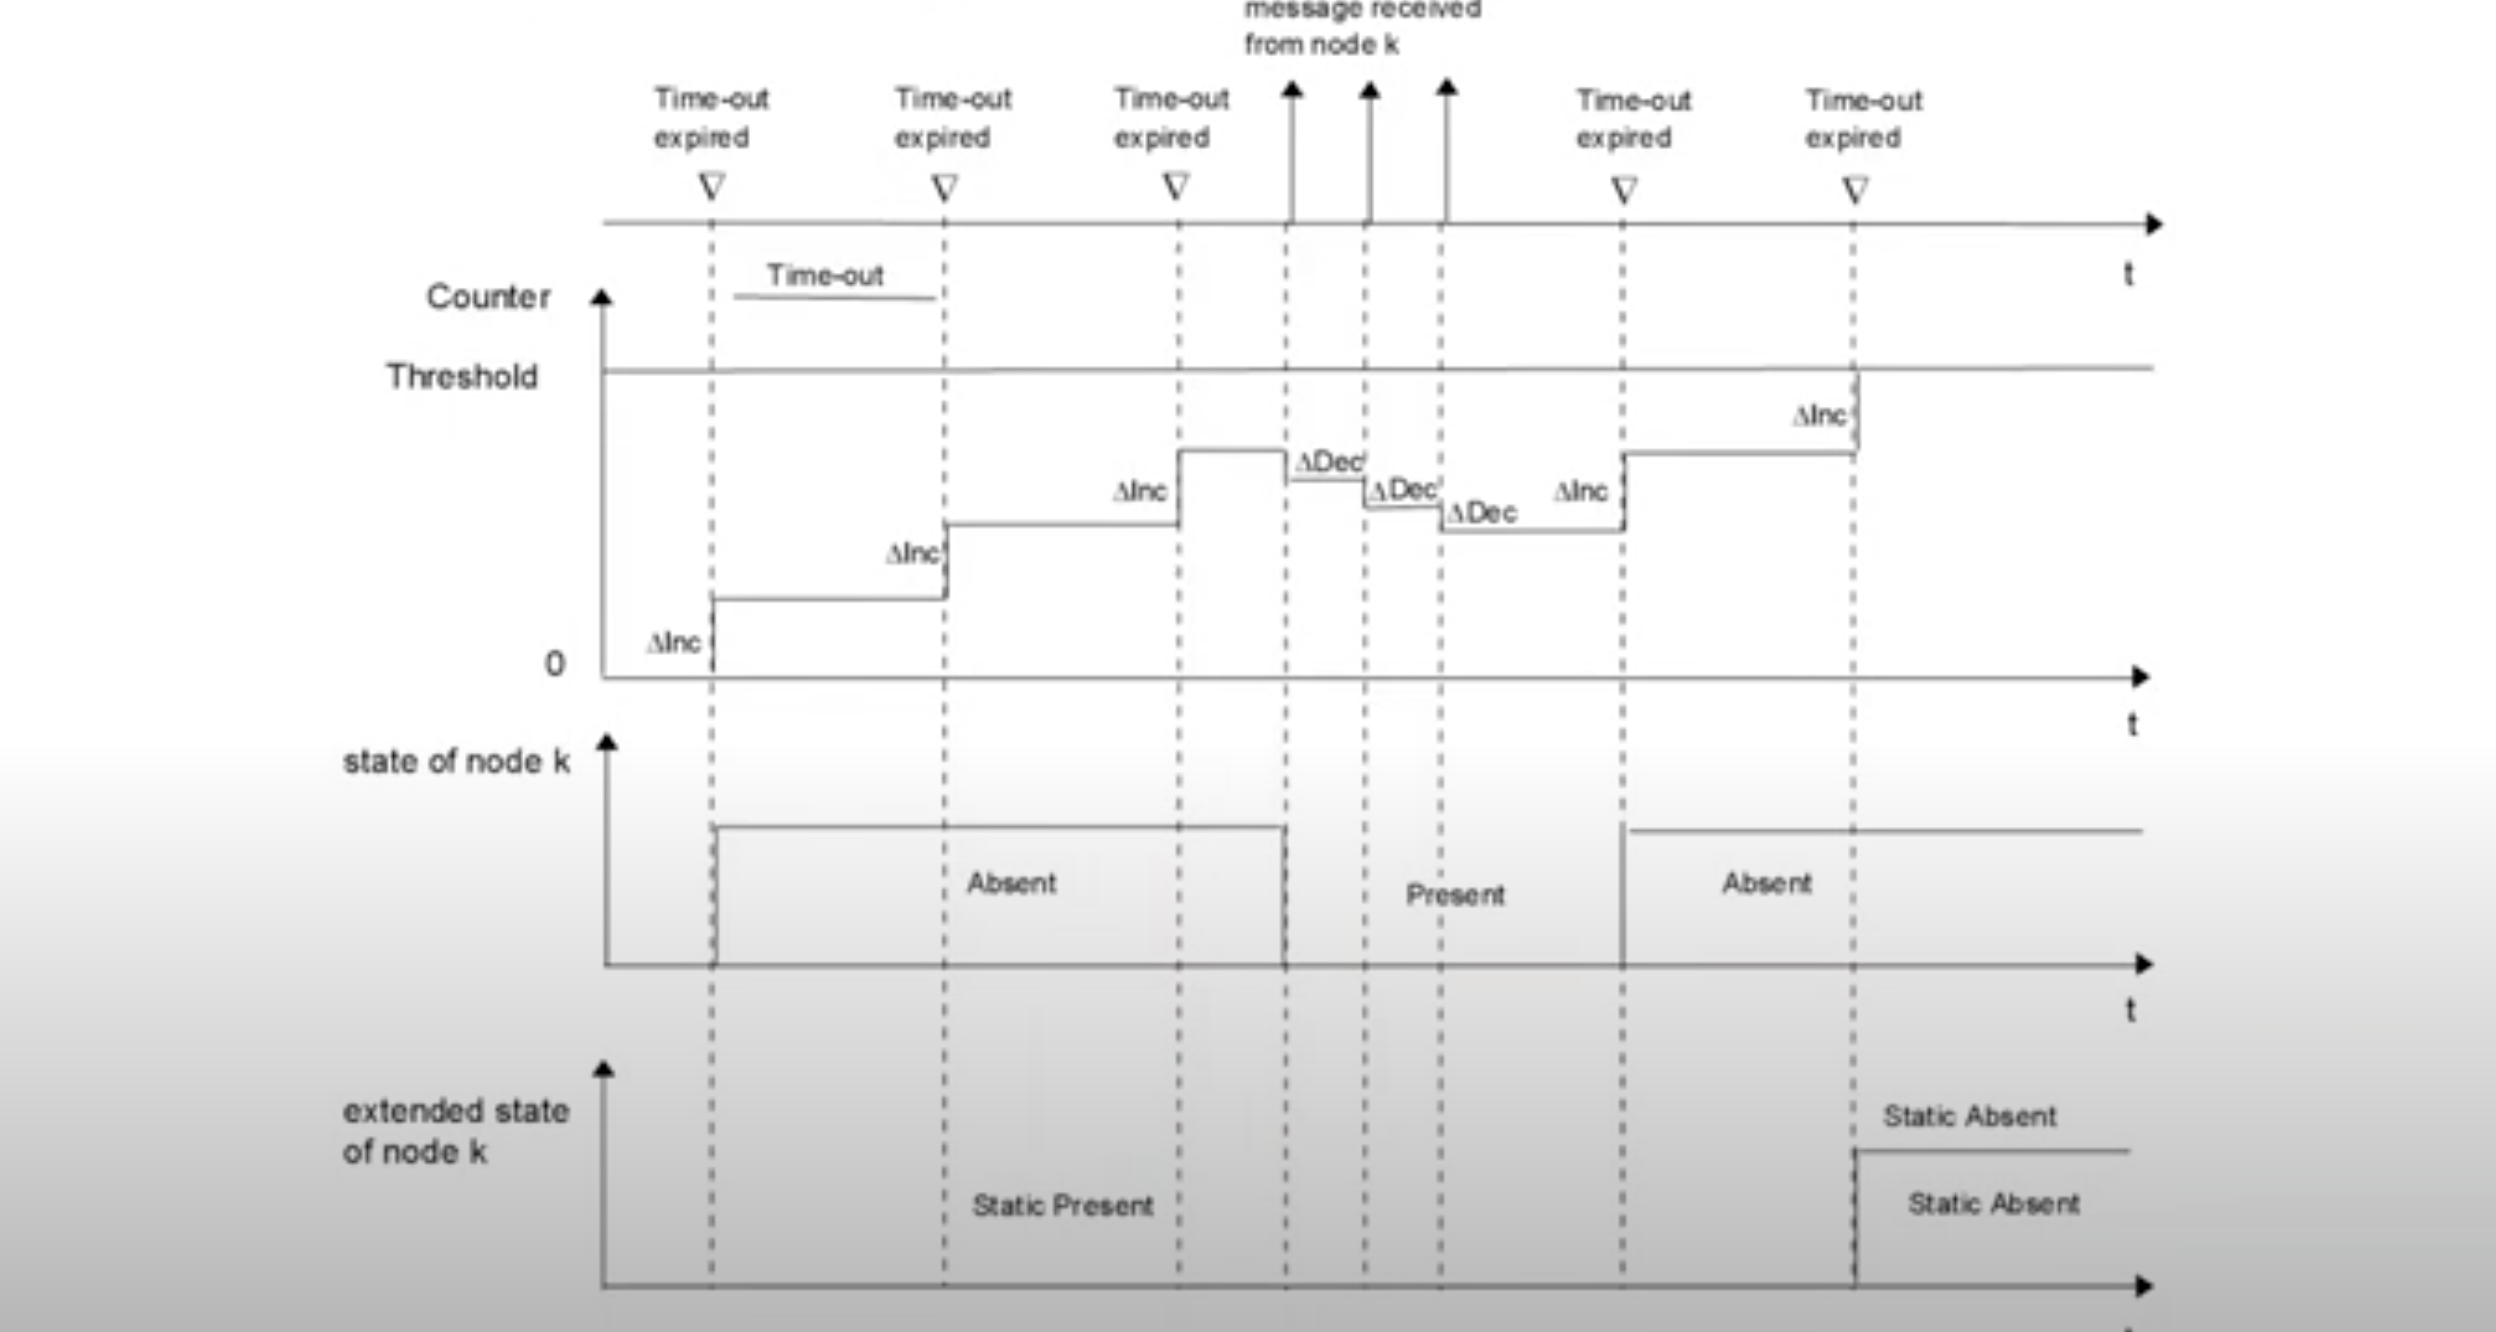 message received
from node k
Time-out
expired
Time-out
expired
Time-out
expired
Time-out
expired
Time-out
expired
∇
∇
∇
∇
∇
t
Time-out
Counter
Threshold
ΔInc
ΔDec
ΔInc
ΔDec
ΔInc
ΔDec
ΔInc
ΔInc
0
t
state of node k
Absent
Present
Absent
t
extended state
of node k
Static Absent
Static Present
Static Absent